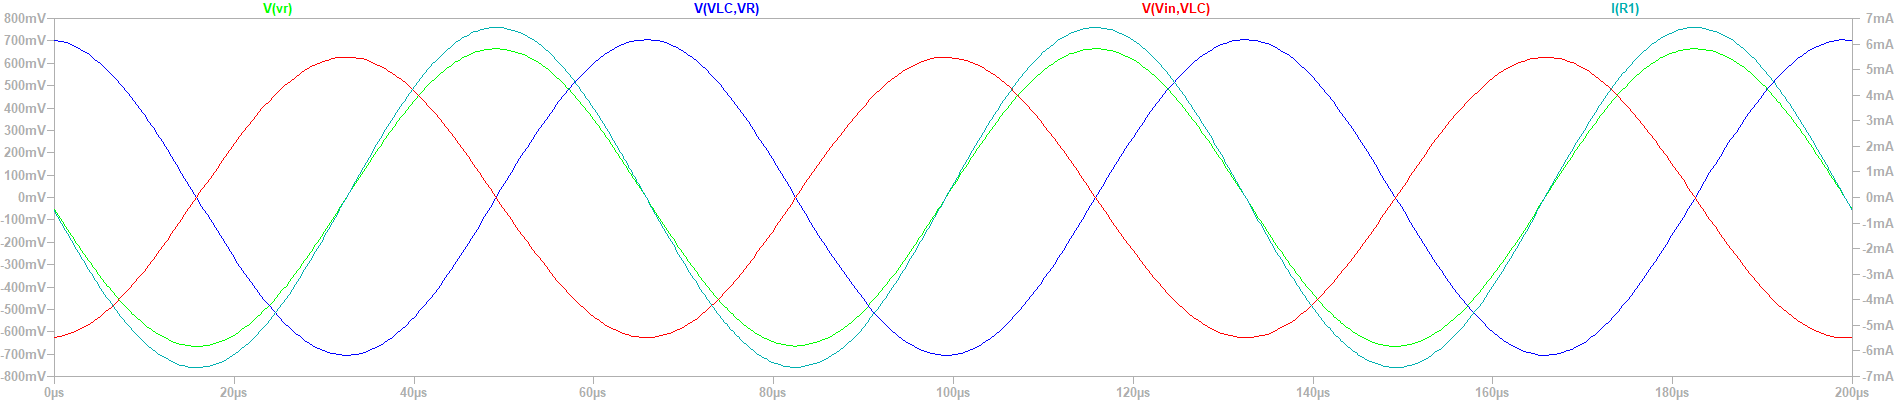 V(vr) V(VLC,VR) V(Vin,VLC) I(R1)
800mV 7mA
700mV 6mA
600mV 5mA
500mV 4mA
400mV 3mA
300mV 2mA
200mV 1mA
100mV 0mA
0mV -1mA
-100mV -2mA
-200mV -3mA
-300mV -4mA
-400mV -5mA
-500mV -6mA
-600mV -7mA
-700mV
-800mV
0µs 20µs 40µs 60µs 80µs 100µs 120µs 140µs 160µs 180µs 200µs